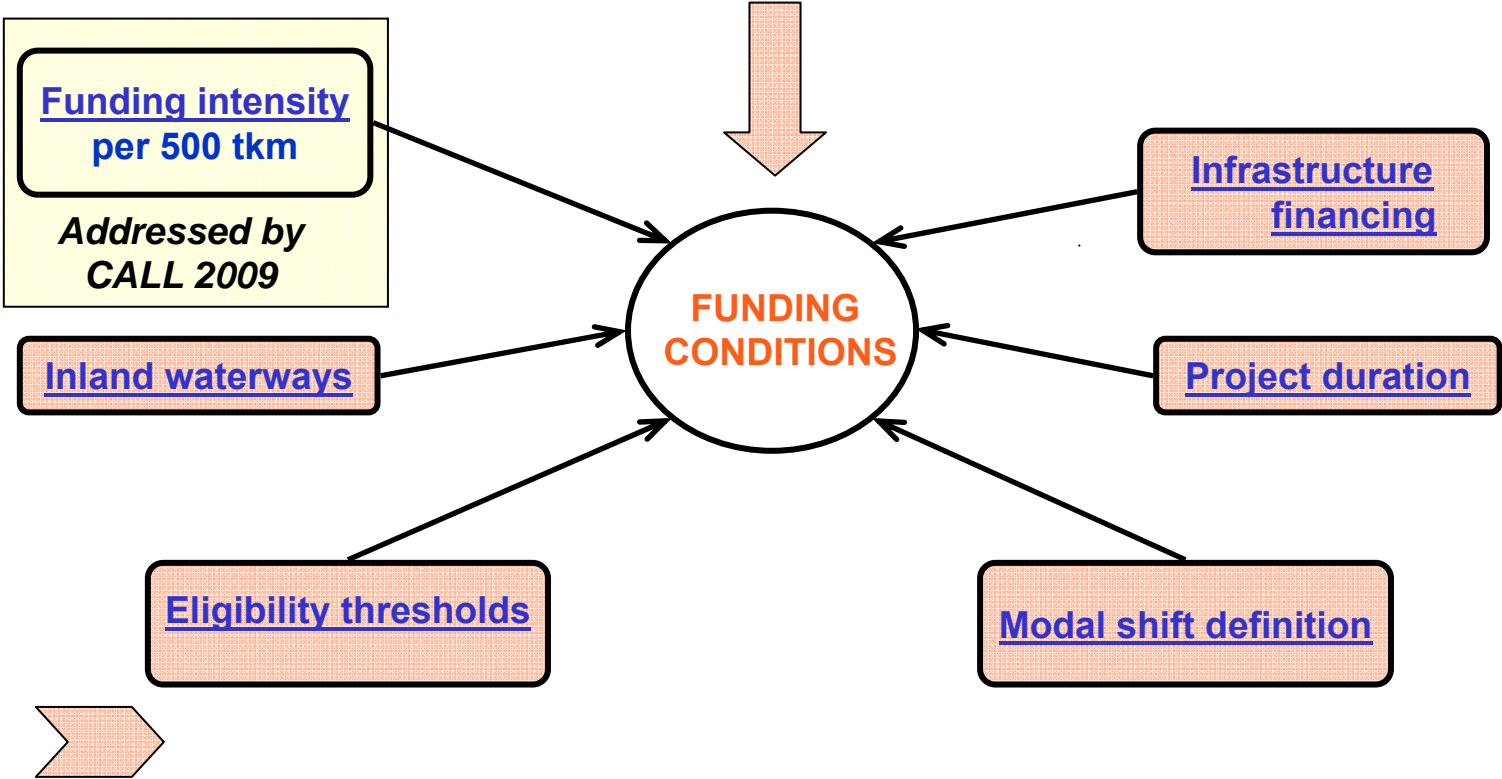 Funding intensity
per 500 tkm
Addressed by
CALL 2009
Infrastructure
financing
FUNDING
CONDITIONS
Inland waterways
Project duration
Eligibility thresholds
Modal shift definition